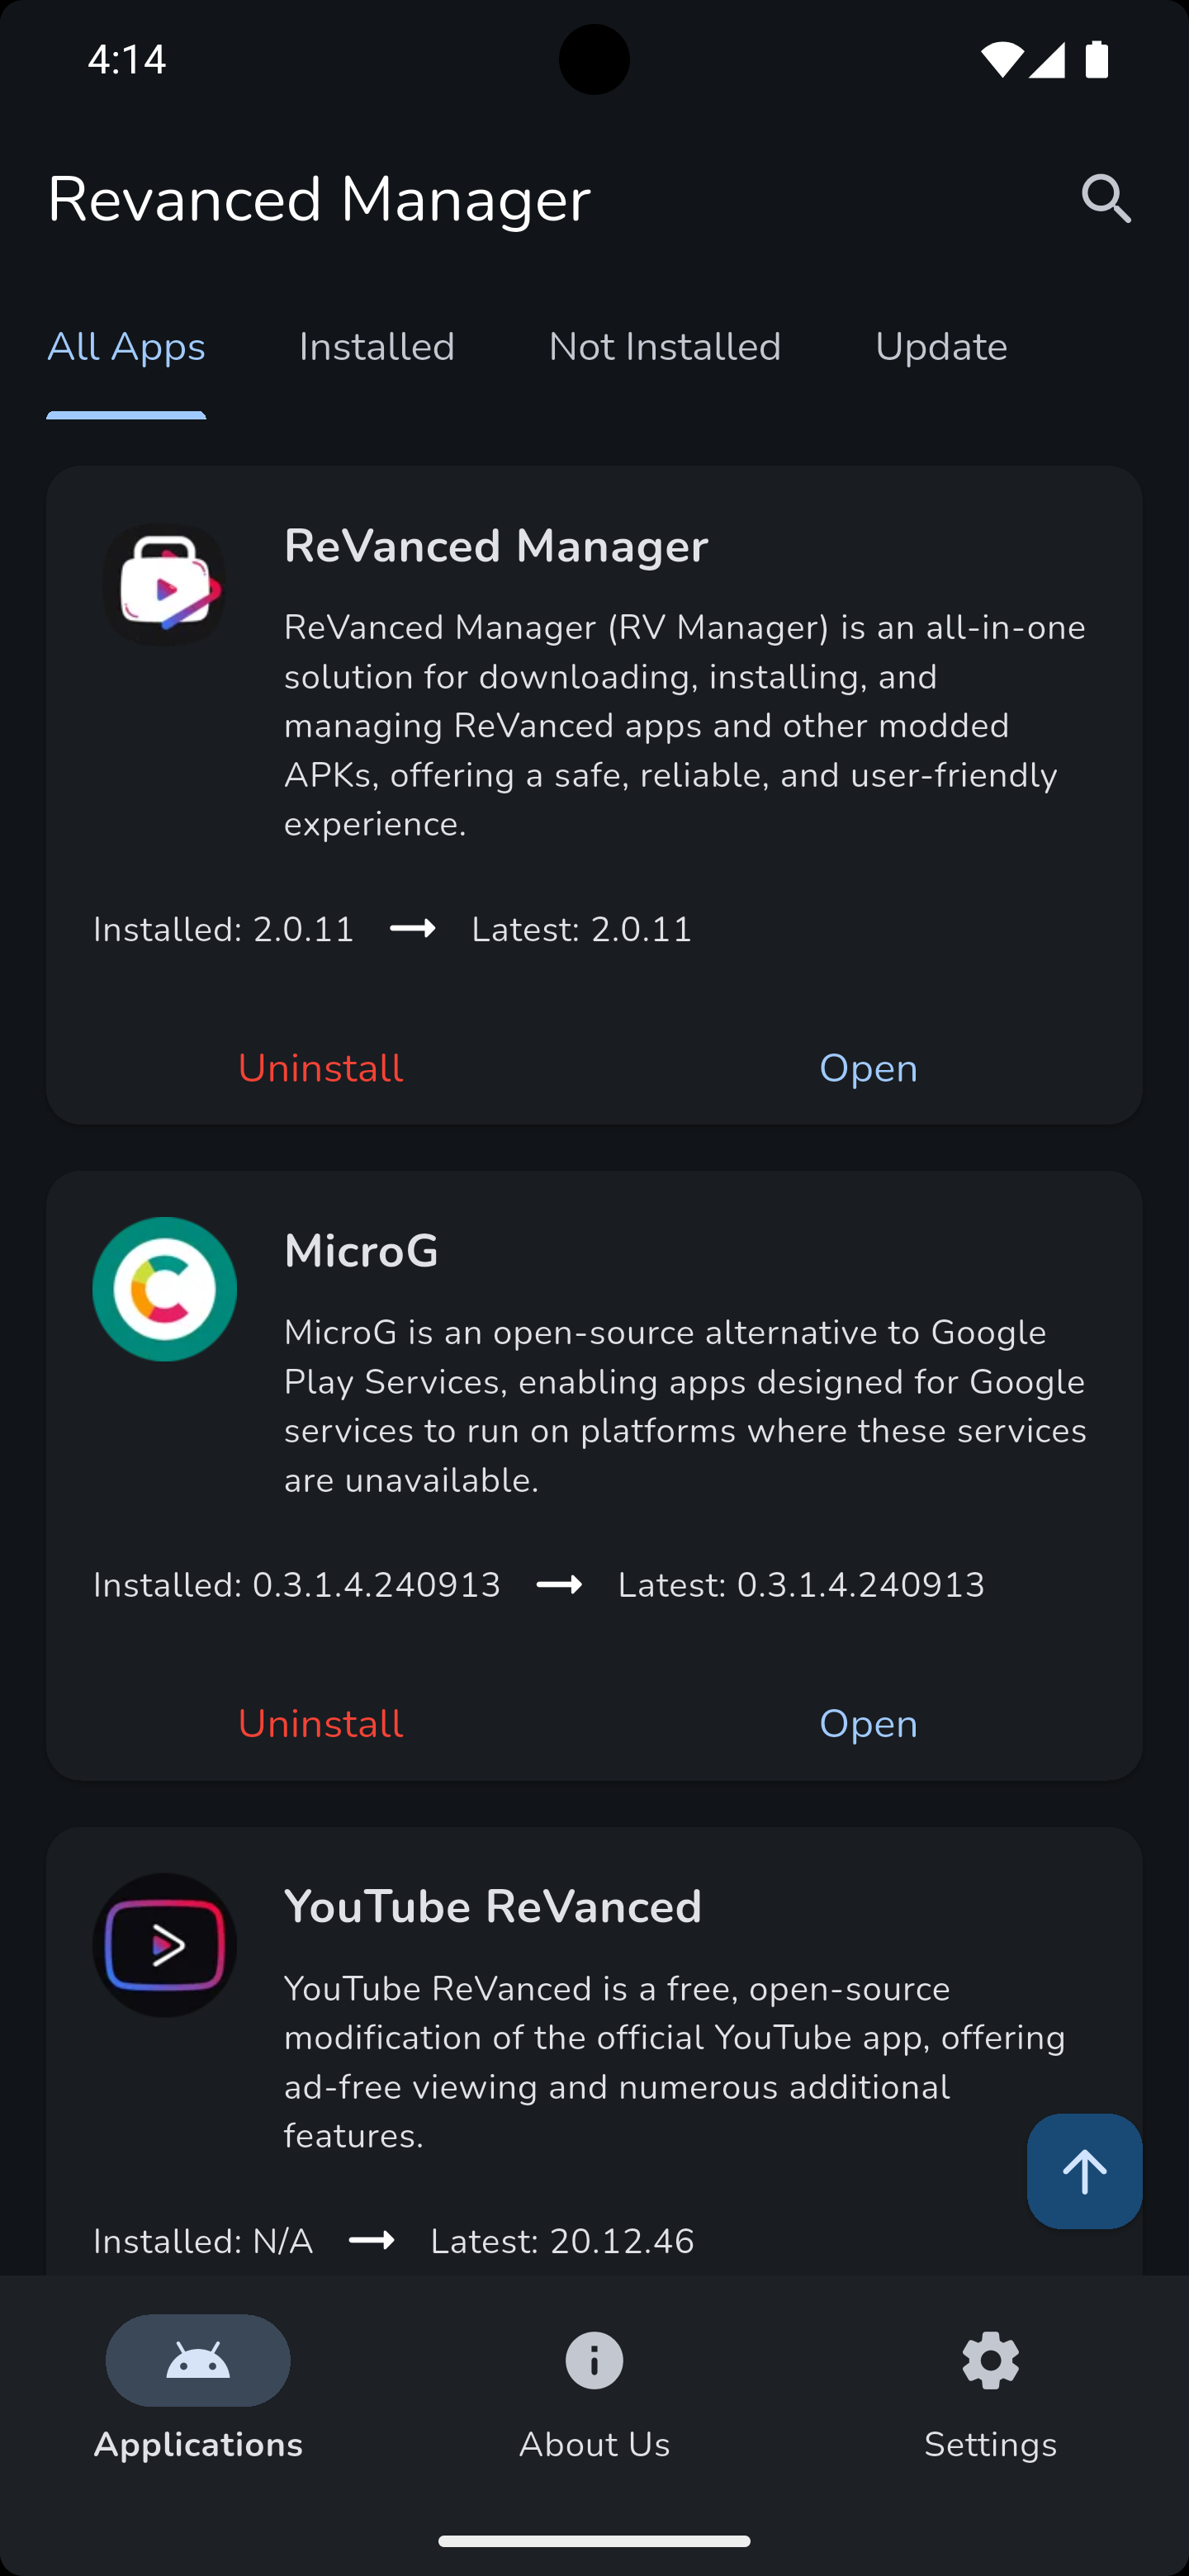 4:14
Revanced Manager
All Apps Installed Not Installed Update
ReVanced Manager
ReVanced Manager (RV Manager) is an all-in-one
solution for downloading, installing, and
managing ReVanced apps and other modded
APKs, offering a safe, reliable, and user-friendly
experience.
Installed: 2.0.11 → Latest: 2.0.11
Uninstall Open
MicroG
MicroG is an open-source alternative to Google
Play Services, enabling apps designed for Google
services to run on platforms where these services
are unavailable.
Installed: 0.3.1.4.240913 → Latest: 0.3.1.4.240913
Uninstall Open
YouTube ReVanced
YouTube ReVanced is a free, open-source
modification of the official YouTube app, offering
ad-free viewing and numerous additional
features.
Installed: N/A → Latest: 20.12.46
Applications About Us Settings